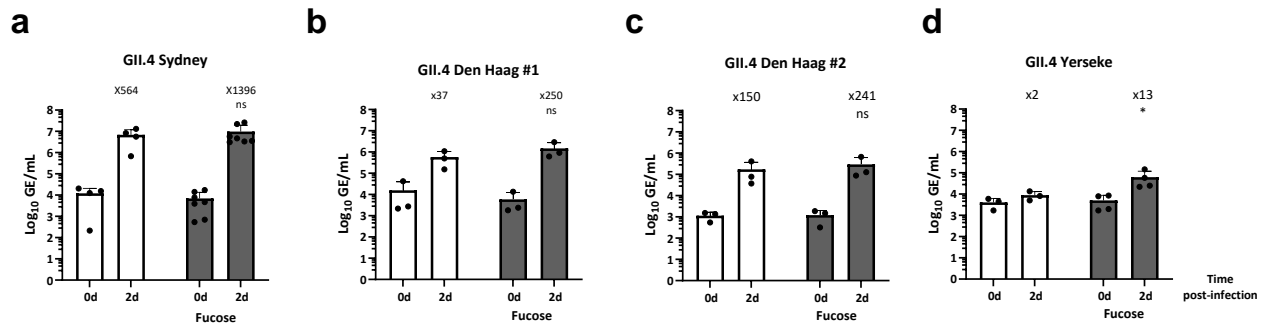 a
GII.4 Sydney
X564
X1396
ns
Log10 GE/mL
8
7
6
5
4
3
2
1
0
0d
2d
0d
2d
Fucose
b
GII.4 Den Haag #1
x37
x250
ns
Log10 GE/mL
8
7
6
5
4
3
2
1
0
0d
2d
0d
2d
Fucose
c
GII.4 Den Haag #2
x150
x241
ns
Log10 GE/mL
8
7
6
5
4
3
2
1
0
0d
2d
0d
2d
Fucose
d
GII.4 Yerseke
x2
x13
*
Log10 GE/mL
8
7
6
5
4
3
2
1
0
0d
2d
0d
2d
Fucose
Time
post-infection